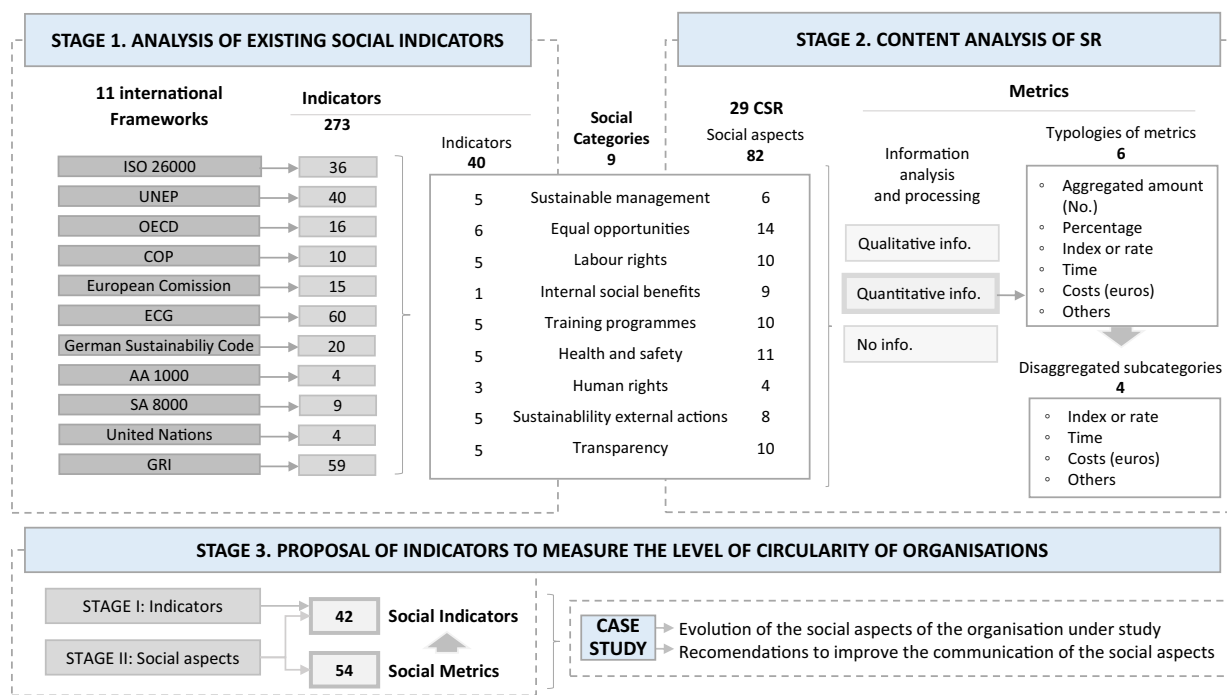 STAGE 1. ANALYSIS OF EXISTING SOCIAL INDICATORS
11 international
Frameworks
Indicators
273
ISO 26000
36
UNEP
40
OECD
16
COP
10
European Comission
15
ECG
60
German Sustainabiliy Code
20
AA 1000
4
SA 8000
9
United Nations
4
GRI
59
Indicators
40
Social
Categories
9
STAGE 2. CONTENT ANALYSIS OF SR
29 CSR
Social aspects
82
5 Sustainable management 6
6 Equal opportunities 14
5 Labour rights 10
1 Internal social benefits 9
5 Training programmes 10
5 Health and safety 11
3 Human rights 4
5 Sustainablility external actions 8
5 Transparency 10
Metrics
Information
analysis
and processing
Qualitative info.
Quantitative info.
No info.
Typologies of metrics
6
◦ Aggregated amount
(No.)
◦ Percentage
◦ Index or rate
◦ Time
◦ Costs (euros)
◦ Others
Disaggregated subcategories
4
◦ Index or rate
◦ Time
◦ Costs (euros)
◦ Others
STAGE 3. PROPOSAL OF INDICATORS TO MEASURE THE LEVEL OF CIRCULARITY OF ORGANISATIONS
STAGE I: Indicators
STAGE II: Social aspects
42 Social Indicators
54 Social Metrics
CASE
STUDY
Evolution of the social aspects of the organisation under study
Recomendations to improve the communication of the social aspects